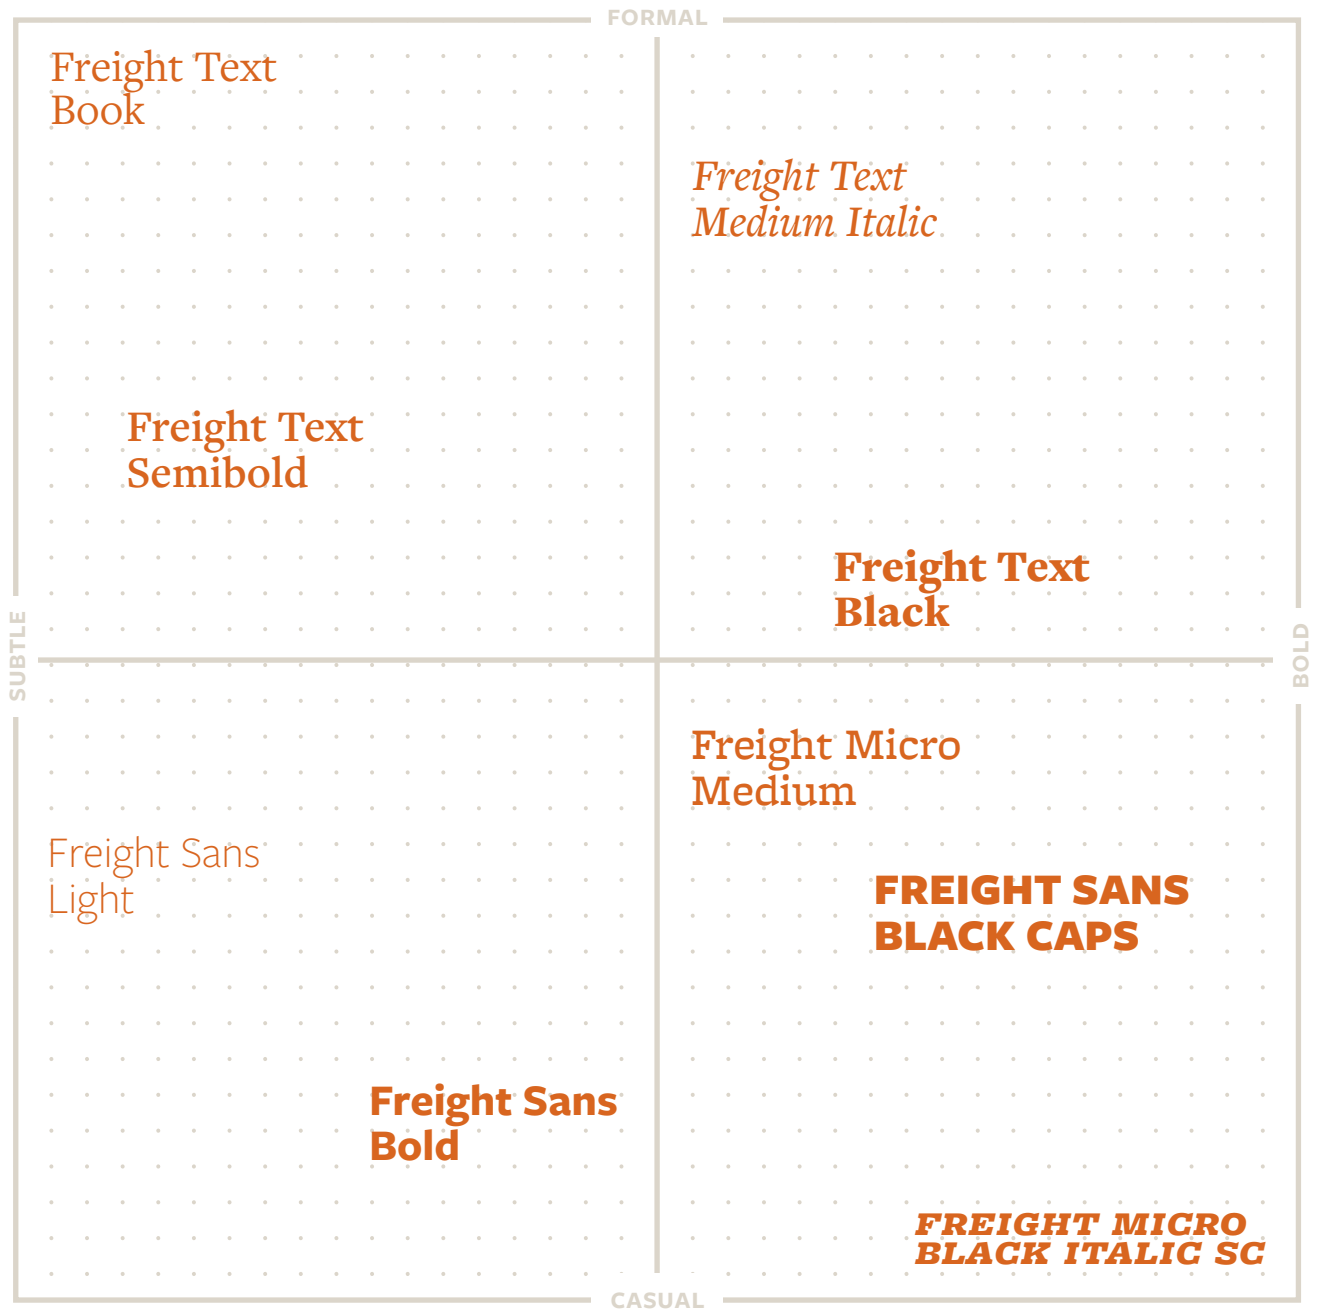 FORMAL
Freight Text
Book
Freight Text
Medium Italic
Freight Text
Semibold
Freight Text
Black
SUBTLE
BOLD
Freight Micro
Medium
Freight Sans
Light
FREIGHT SANS
BLACK CAPS
Freight Sans
Bold
FREIGHT MICRO
BLACK ITALIC SC
CASUAL